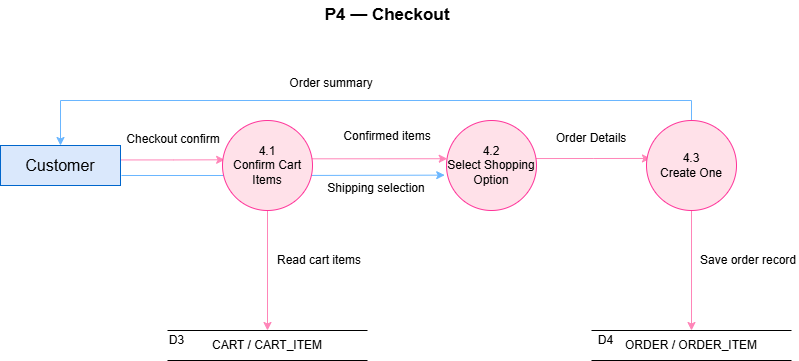 P4 — Checkout
Order summary
Checkout confirm
Confirmed items
Order Details
Customer
4.1
Confirm Cart
Items
4.2
Select Shopping
Option
4.3
Create One
Shipping selection
Read cart items
Save order record
D3
CART / CART_ITEM
D4
ORDER / ORDER_ITEM